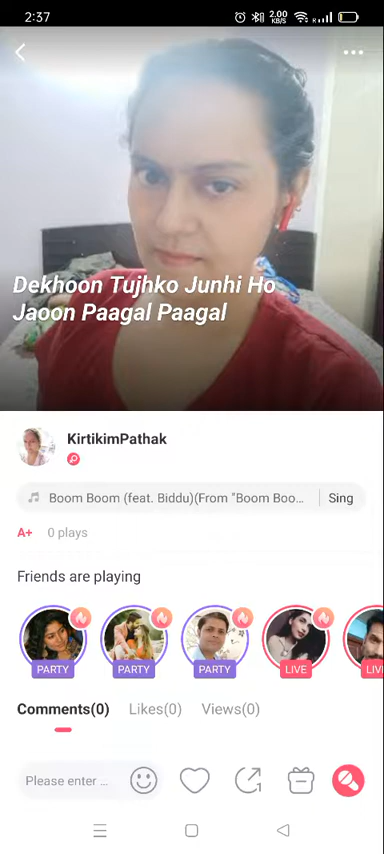 2:37
2.00
KB/S
R
Dekhoon Tujhko Junhi Ho
Jaoon Paagal Paagal
KirtikimPathak
Boom Boom (feat. Biddu)(From "Boom Boo... Sing
A+ 0 plays
Friends are playing
PARTY PARTY PARTY LIVE LIV
Comments(0) Likes(0) Views(0)
Please enter ... 1